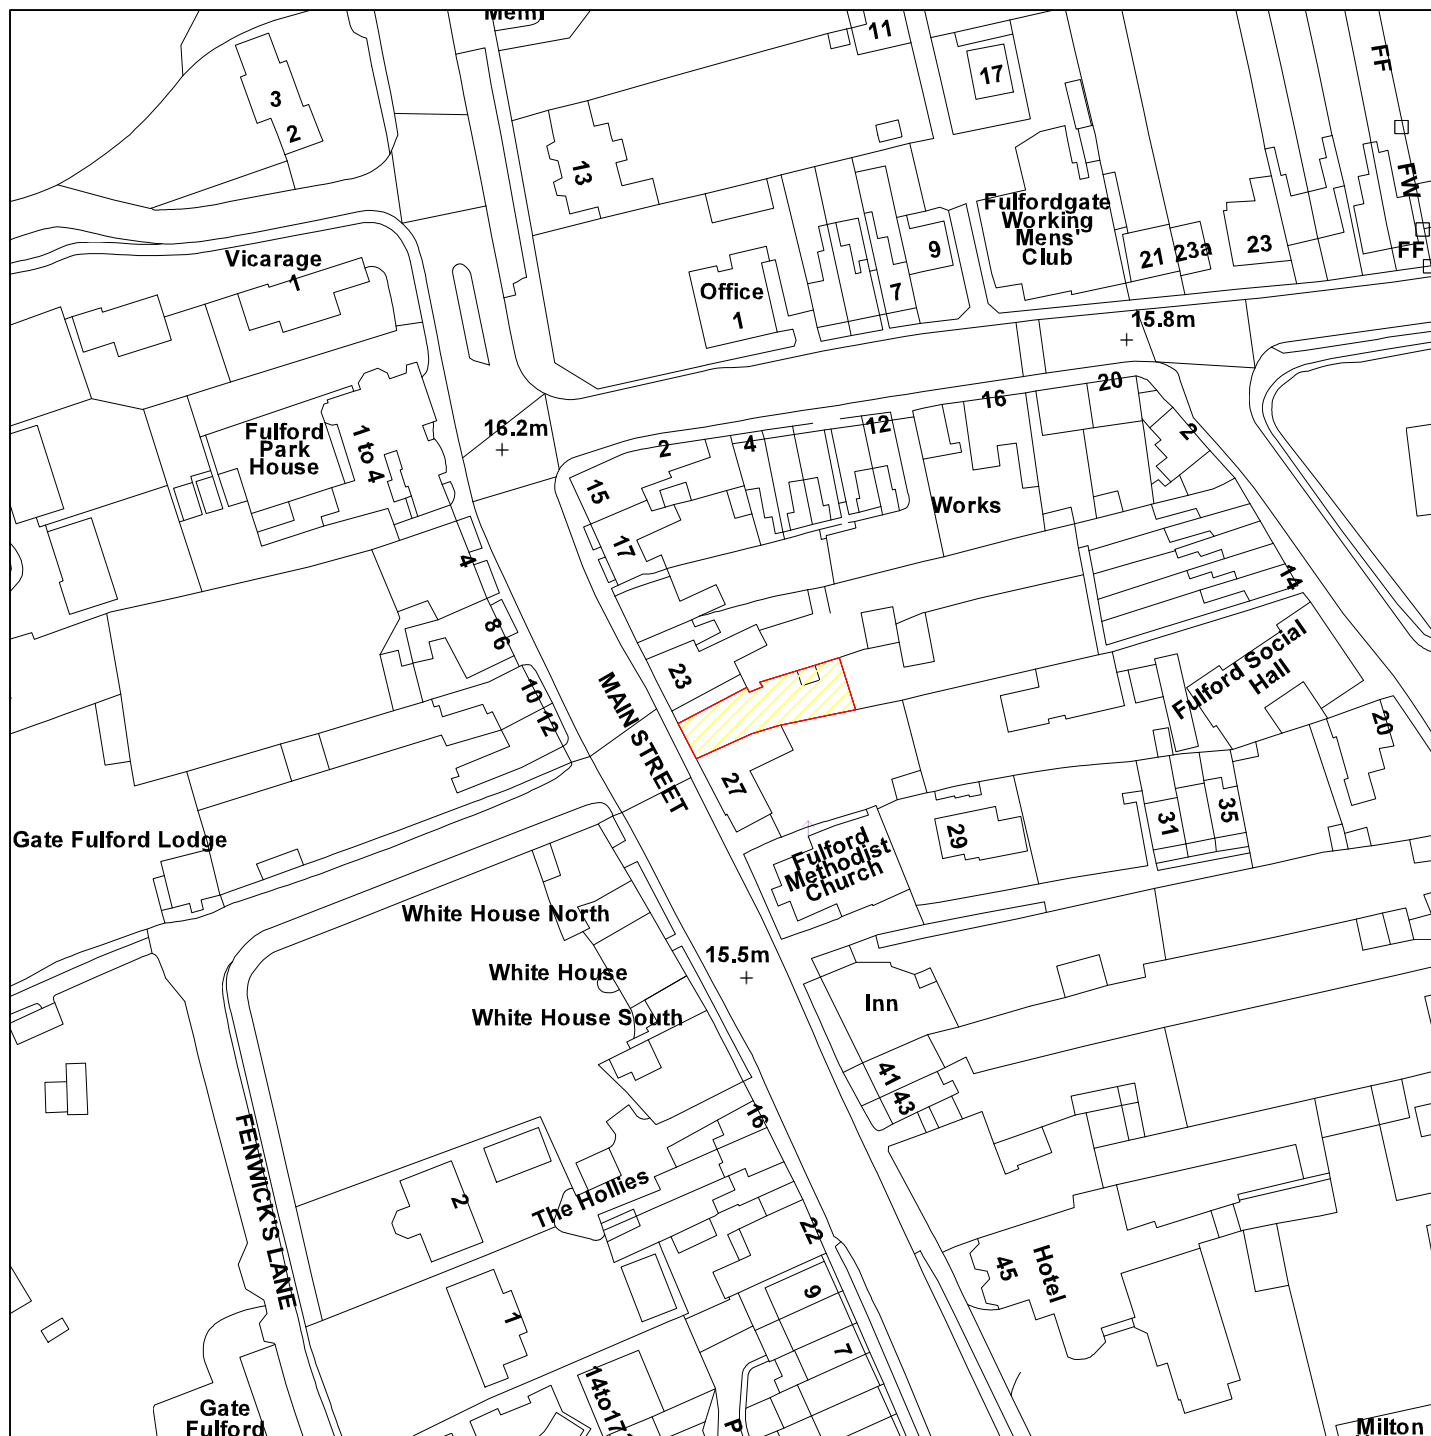 Meml
11
17
FF
3
2
13
FW
Fulfordgate
Working
Mens'
Club
9
21
23a
23
FF
Vicarage
1
Office
1
7
15.8m
20
16
12
2
16.2m
2
4
Fulford
Park
House
1 to 4
15
Works
17
4
14
8
6
Fulford Social
Hall
23
10
12
MAIN STREET
20
27
31
35
Gate Fulford Lodge
29
Fulford
Methodist
Church
White House North
15.5m
White House
Inn
White House South
41
43
16
FENWICK'S LANE
2
The Hollies
22
45
Hotel
9
1
7
14to17
Gate
Fulford
P
Milton